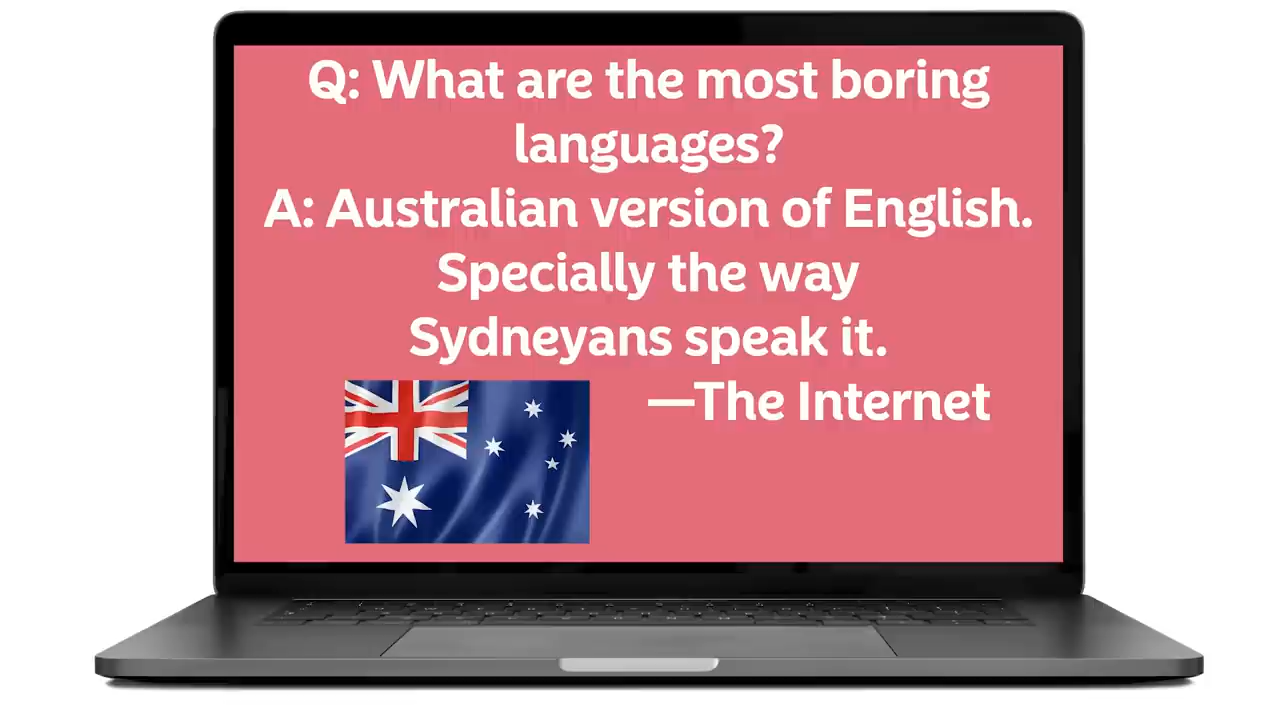 Q: What are the most boring
languages?
A: Australian version of English.
Specially the way
Sydneyans speak it.
—The Internet